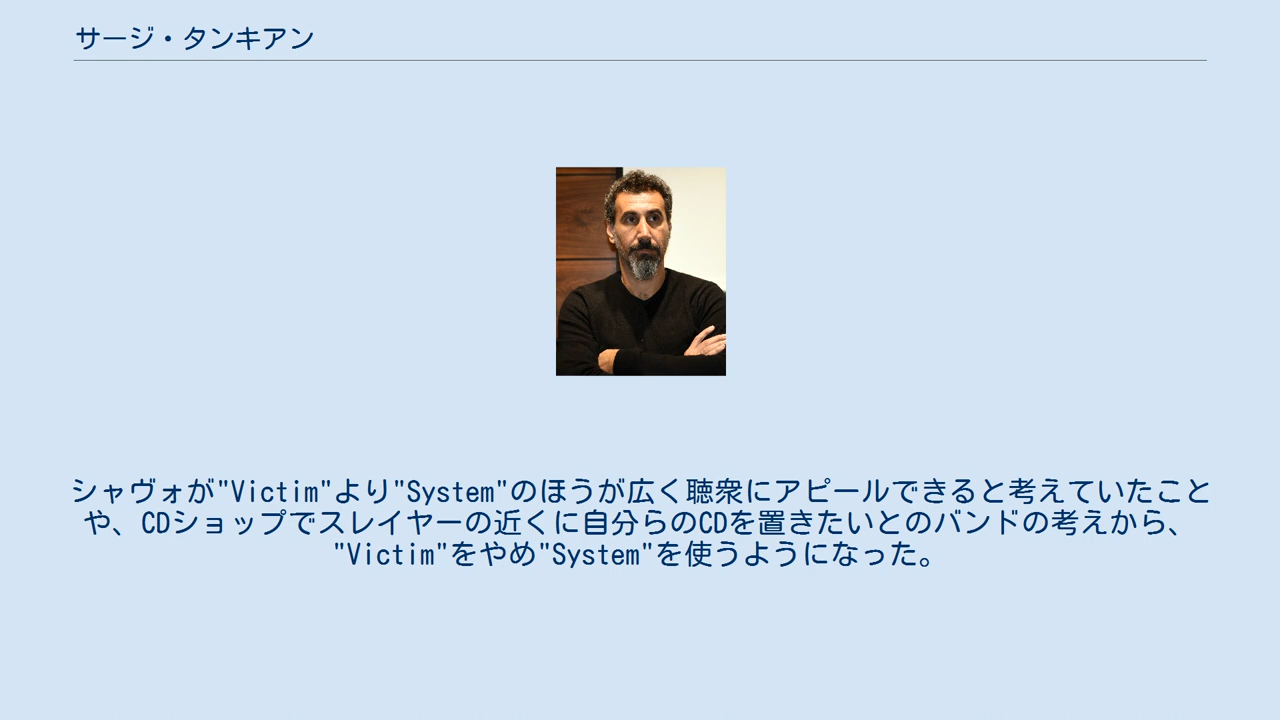 サージ・タンキアン
シャヴォが"Victim"より"System"のほうが広く聴衆にアピールできると考えていたこと
や、CDショップでスレイヤーの近くに自分らのCDを置きたいとのバンドの考えから、
"Victim"をやめ"System"を使うようになった。